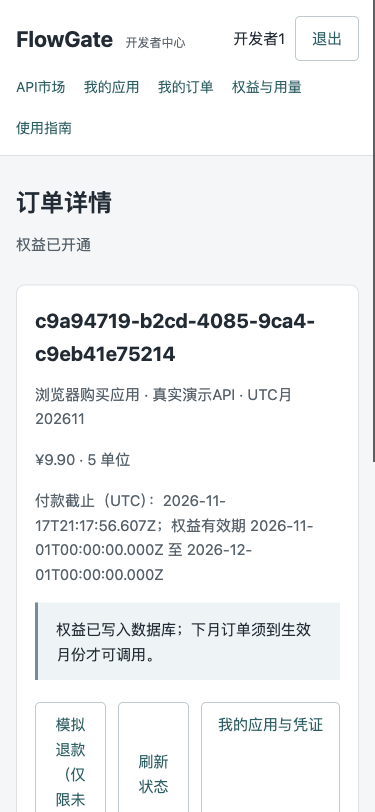 FlowGate 开发者中心 开发者1 退出
API市场 我的应用 我的订单 权益与用量
使用指南
订单详情
权益已开通
c9a94719-b2cd-4085-9ca4-
c9eb41e75214
浏览器购买应用 · 真实演示API · UTC月
202611
¥9.90 · 5 单位
付款截止（UTC）：2026-11-
17T21:17:56.607Z；权益有效期 2026-11-
01T00:00:00.000Z 至 2026-12-
01T00:00:00.000Z
权益已写入数据库；下月订单须到生效
月份才可调用。
模拟
退款
（仅
限未
刷新
状态
我的应用与凭证